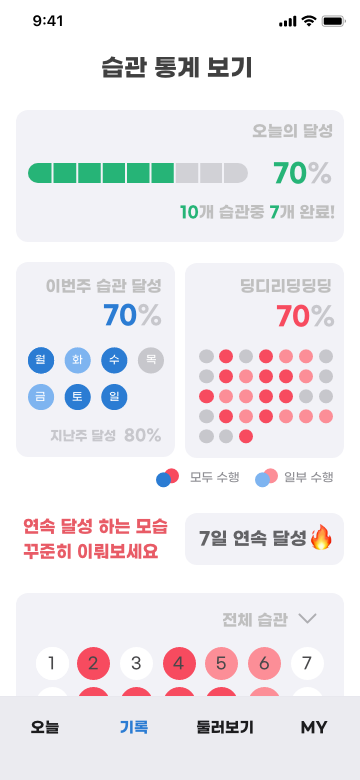 9:41
습관 통계 보기
오늘의 달성
70%
10개 습관중 7개 완료!
이번주 습관 달성
70%
월 화 수 목
금 토 일
지난주 달성 80%
딩디리딩딩딩
70%
모두 수행 일부 수행
연속 달성 하는 모습
꾸준히 이뤄보세요
7일 연속 달성
전체 습관
1 2 3 4 5 6 7
오늘 기록 둘러보기 MY